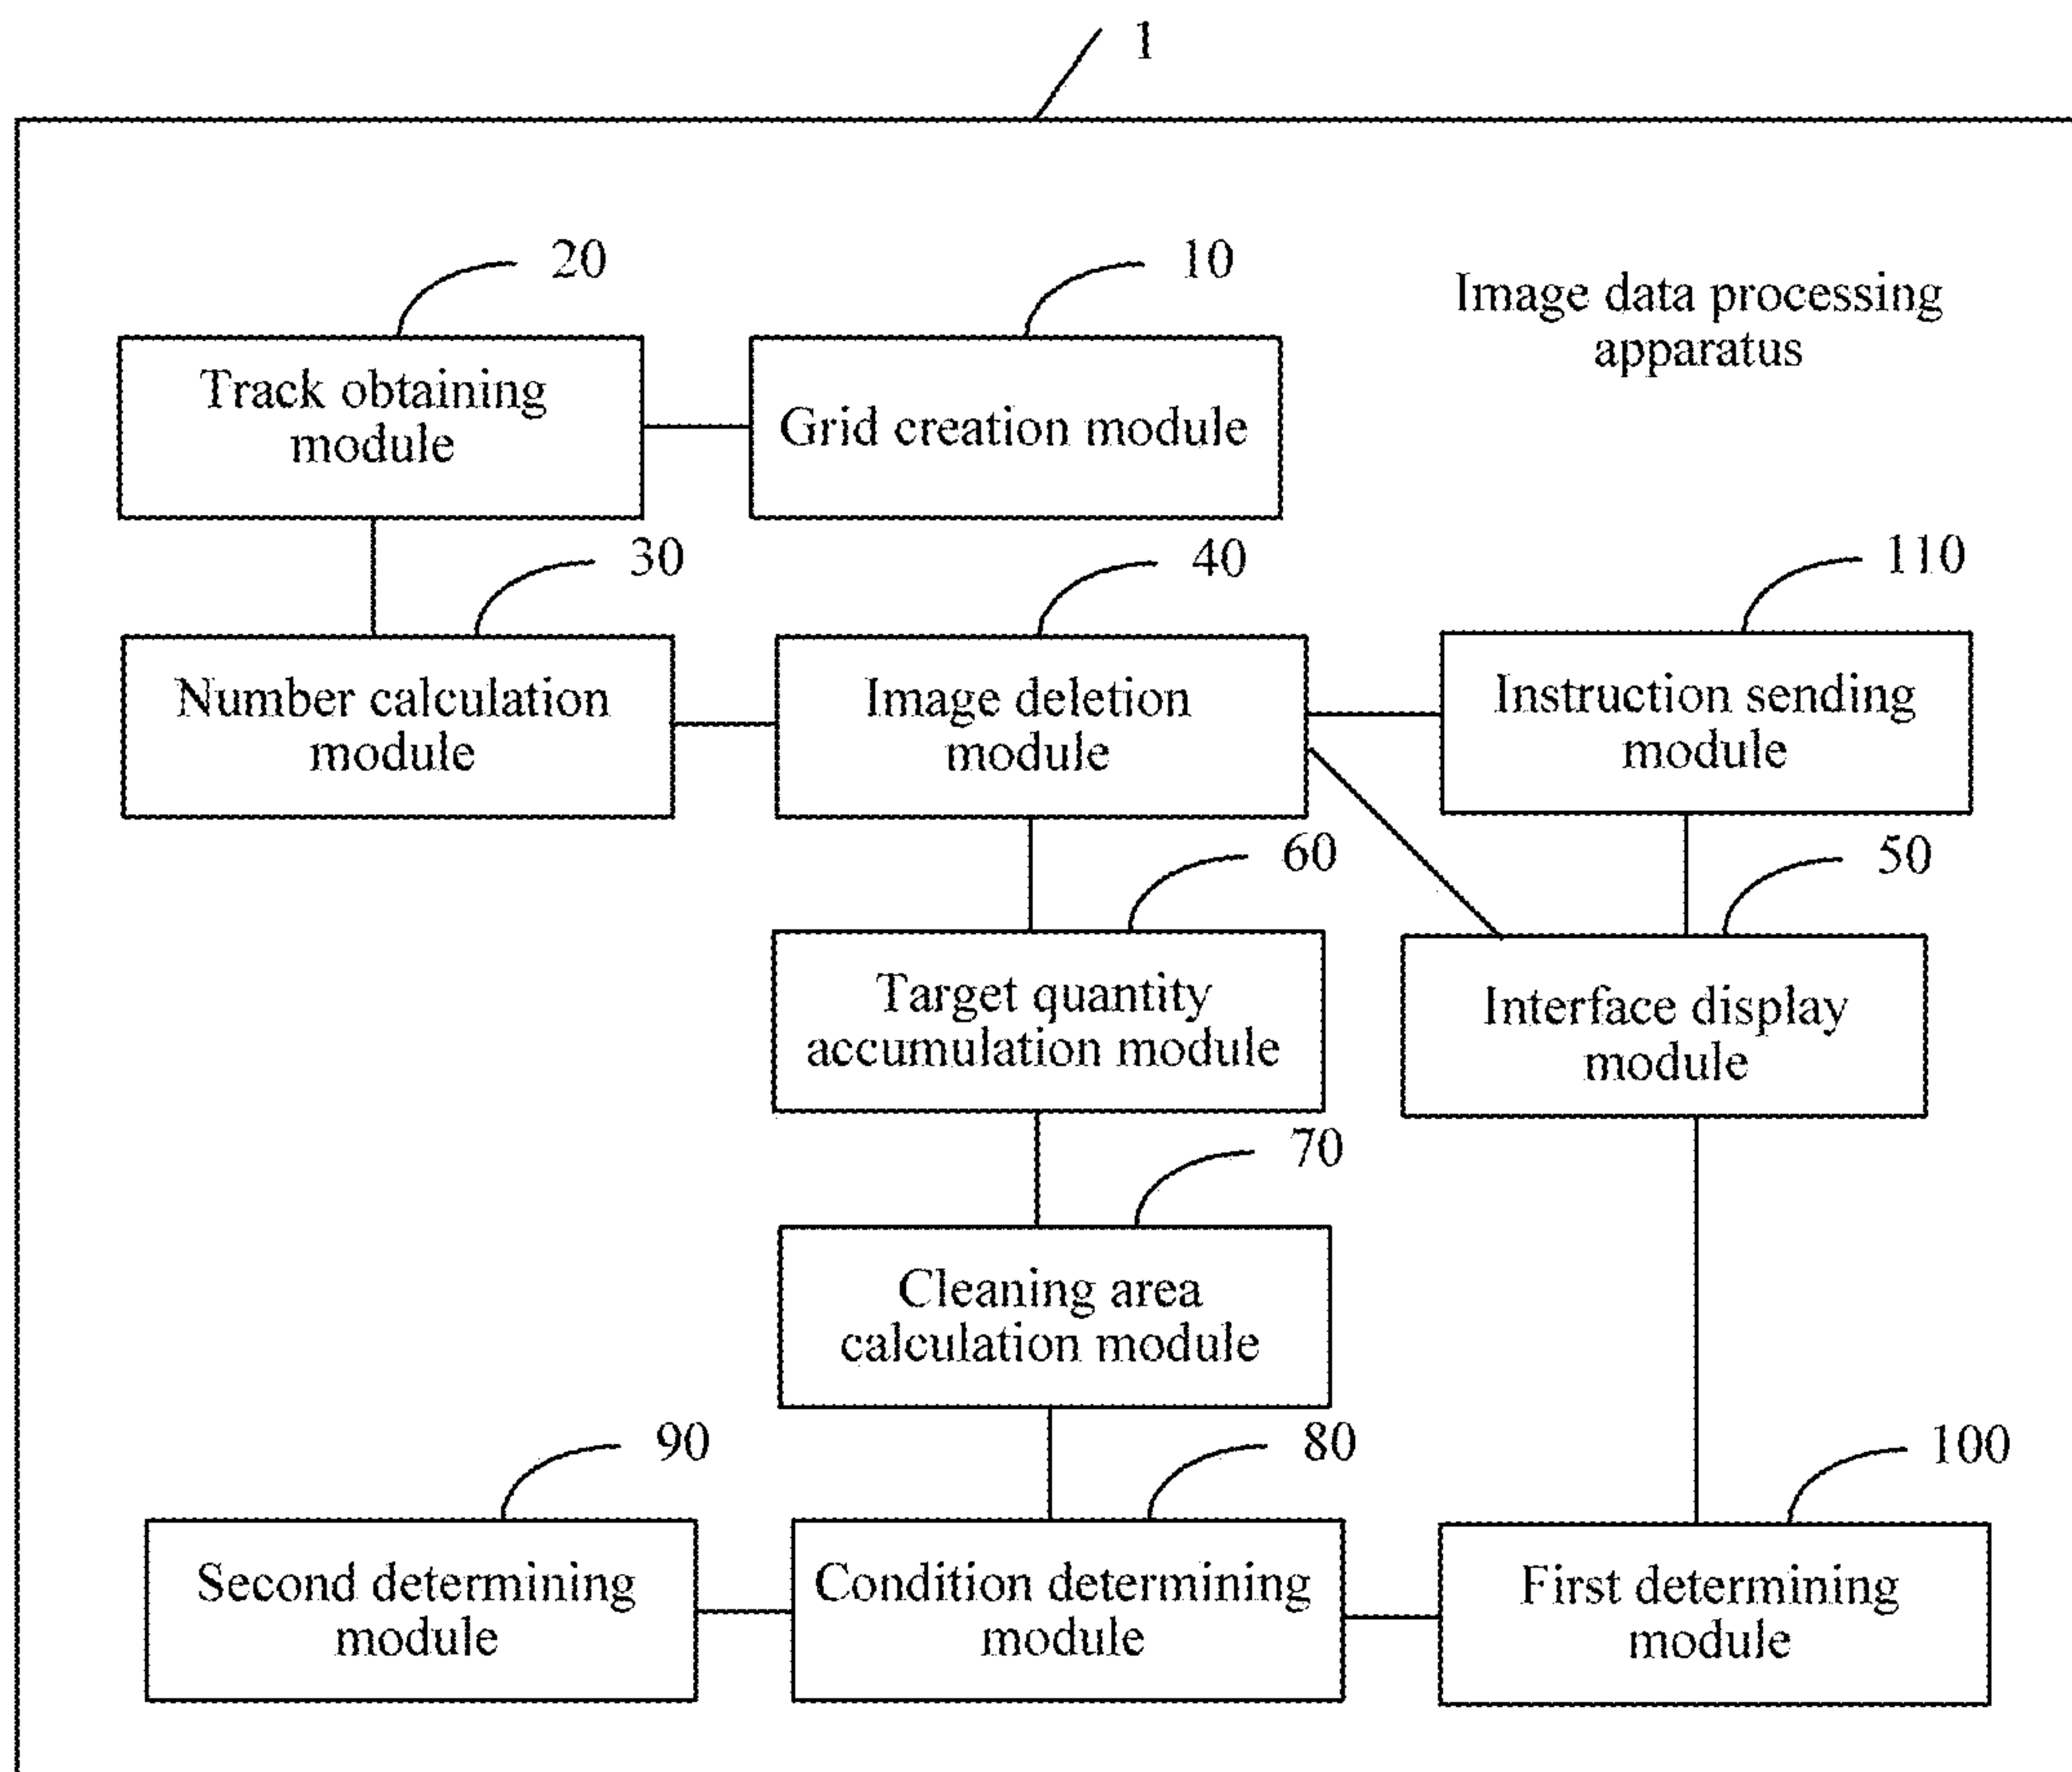 1
20
10
Image data processing
apparatus
Track obtaining
module
Grid creation module
30
40
110
Number calculation
module
Image deletion
module
Instruction sending
module
60
50
Target quantity
accumulation module
Interface display
module
70
Cleaning area
calculation module
90
80
100
Second determining
module
Condition determining
module
First determining
module